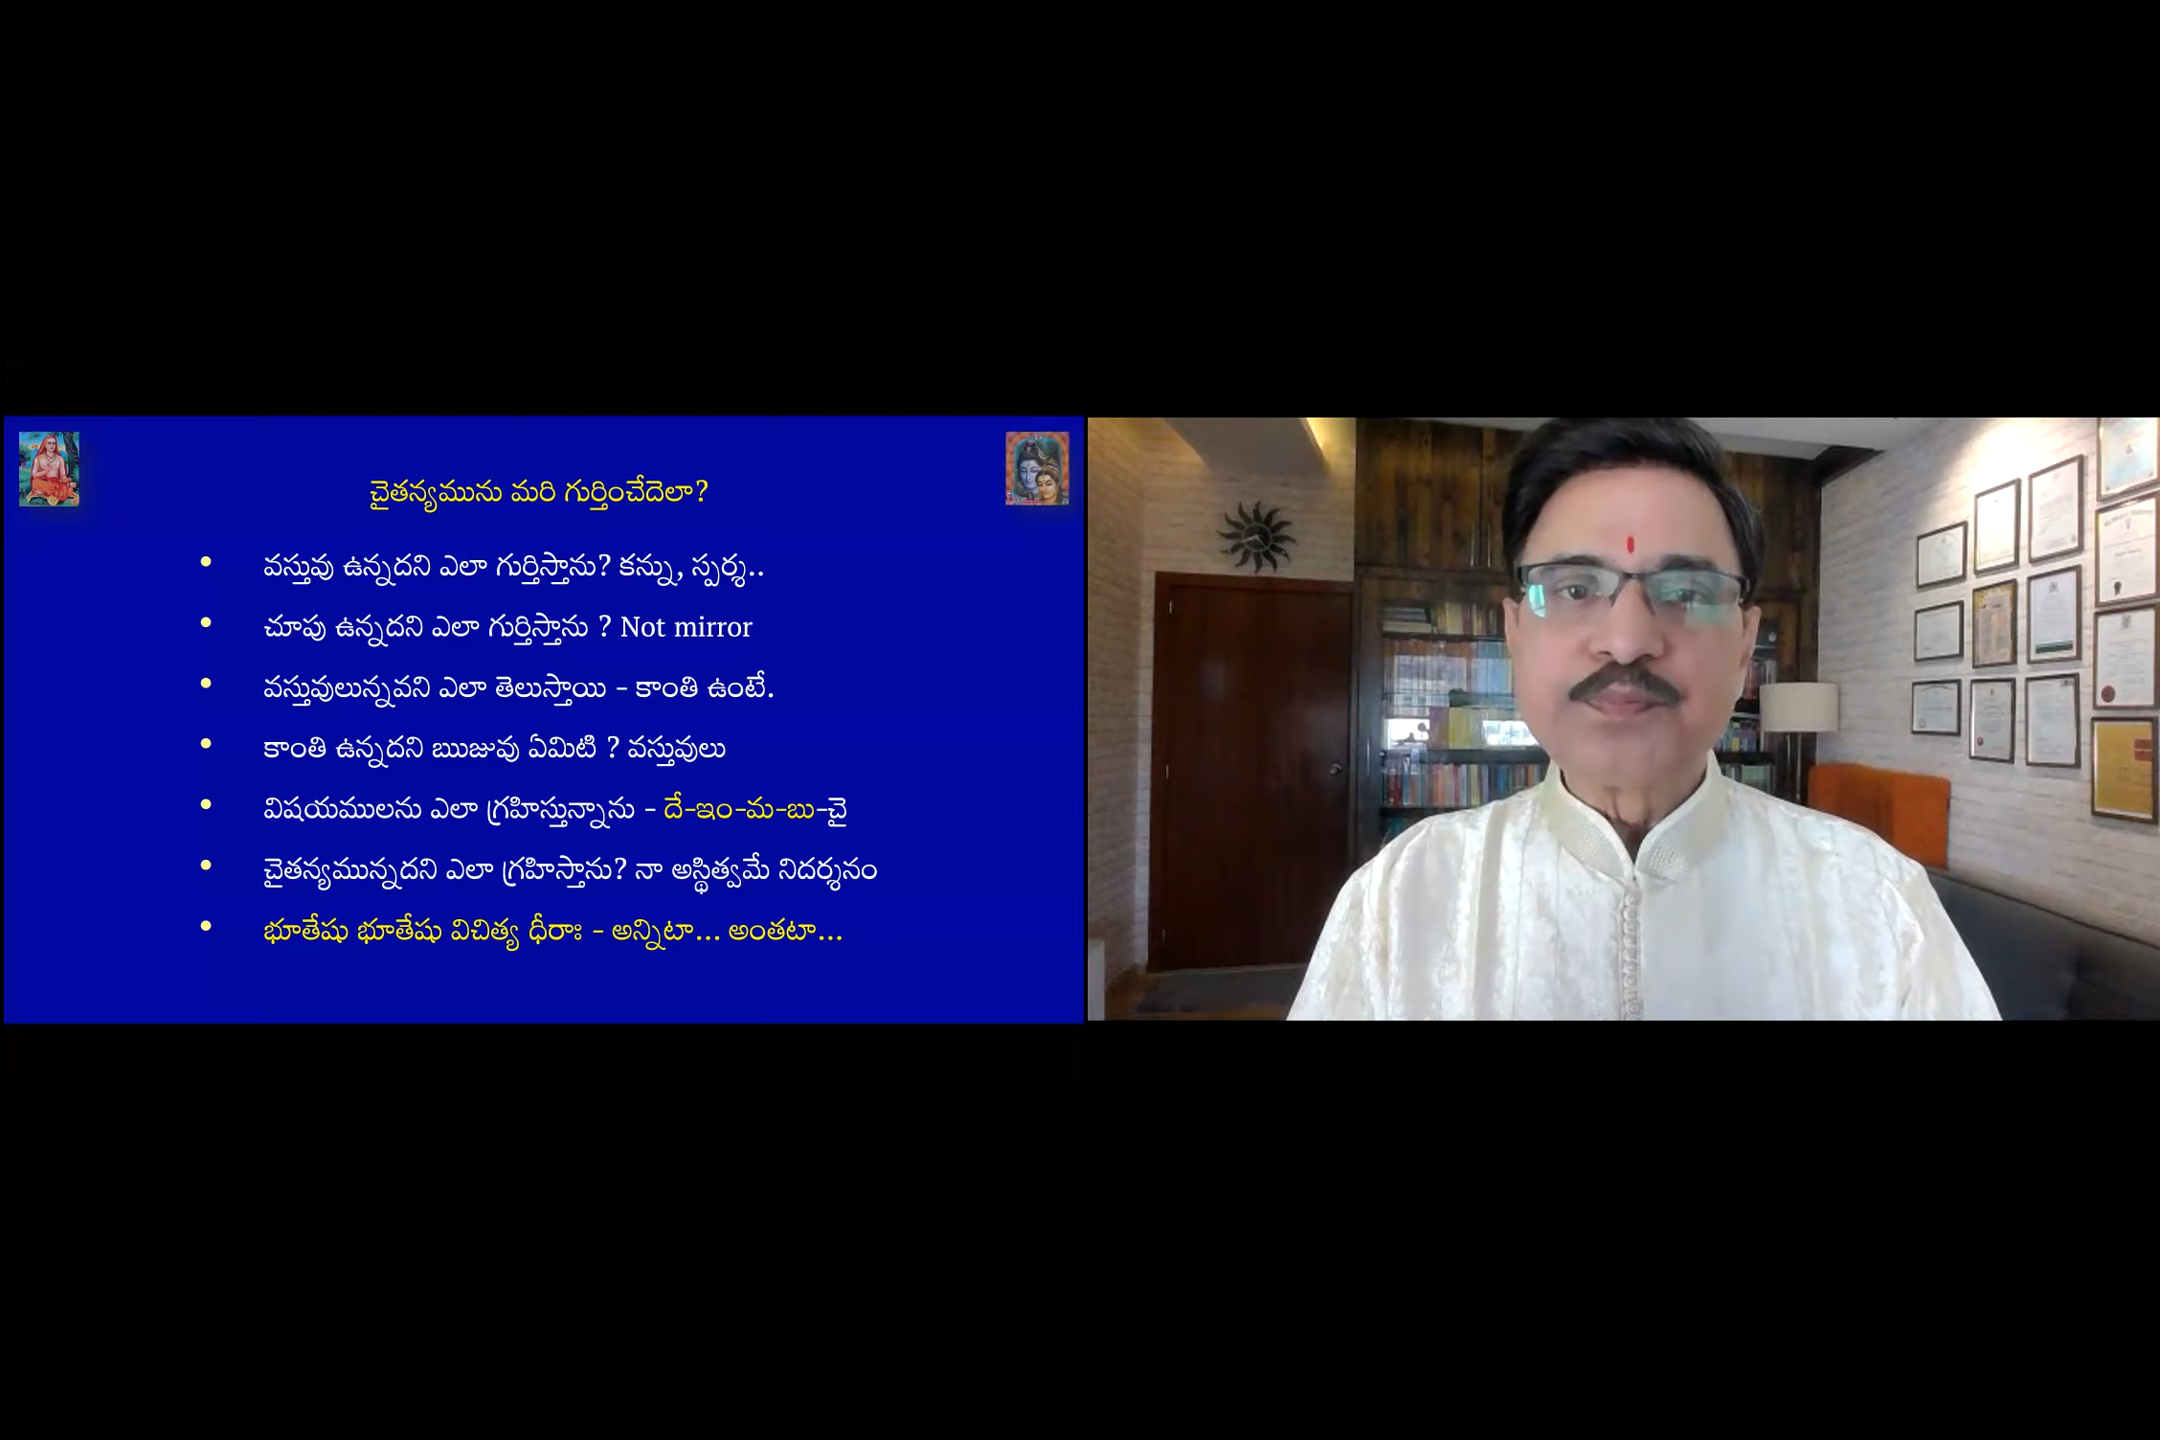 చైతన్యమును మరి గుర్తించేదెలా?
• వస్తువు ఉన్నదని ఎలా గుర్తిస్తాను? కన్ను, స్పర్శ..
• చూపు ఉన్నదని ఎలా గుర్తిస్తాను ? Not mirror
• వస్తువులున్నవని ఎలా తెలుస్తాయి - కాంతి ఉంటే.
• కాంతి ఉన్నదని ఋజువు ఏమిటి ? వస్తువులు
• విషయములను ఎలా గ్రహిస్తున్నాను - దే-ఇం-మ-బు-చై
• చైతన్యమున్నదని ఎలా గ్రహిస్తాను? నా అస్థిత్వమే నిదర్శనం
• భూతేషు భూతేషు విచిత్య ధీరాః - అన్నిటా... అంతటా...